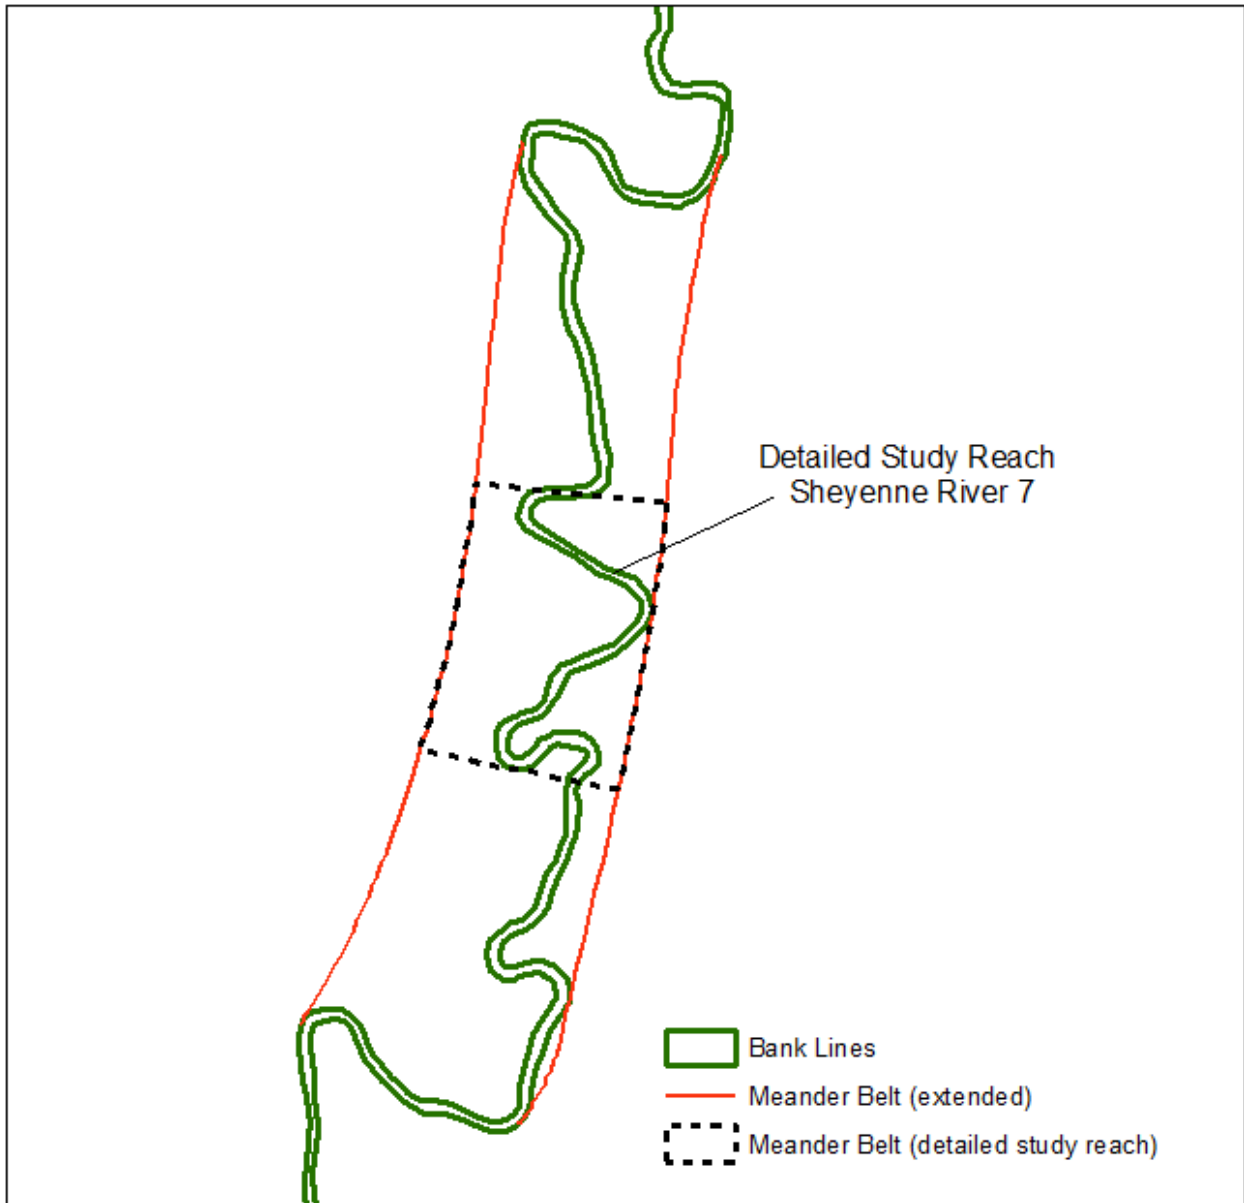 Detailed Study Reach
Sheyenne River 7
Bank Lines
Meander Belt (extended)
Meander Belt (detailed study reach)